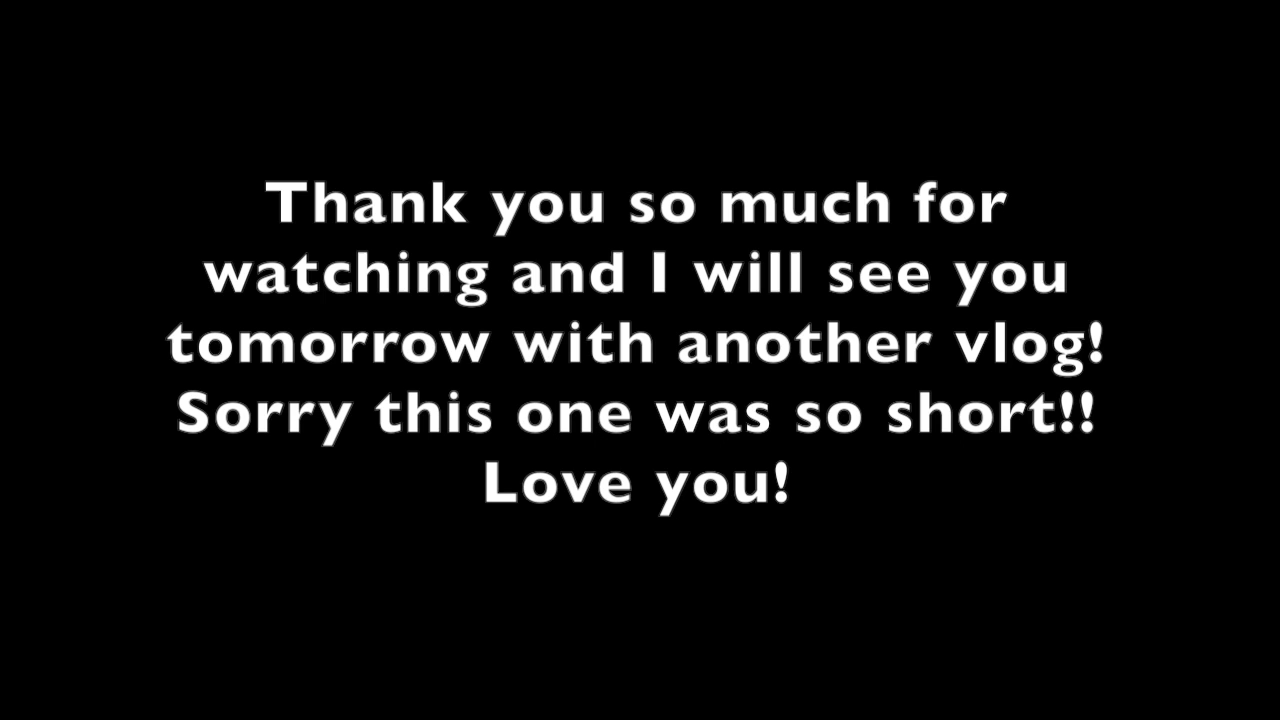 Thank you so much for
watching and I will see you
tomorrow with another vlog!
Sorry this one was so short!!
Love you!